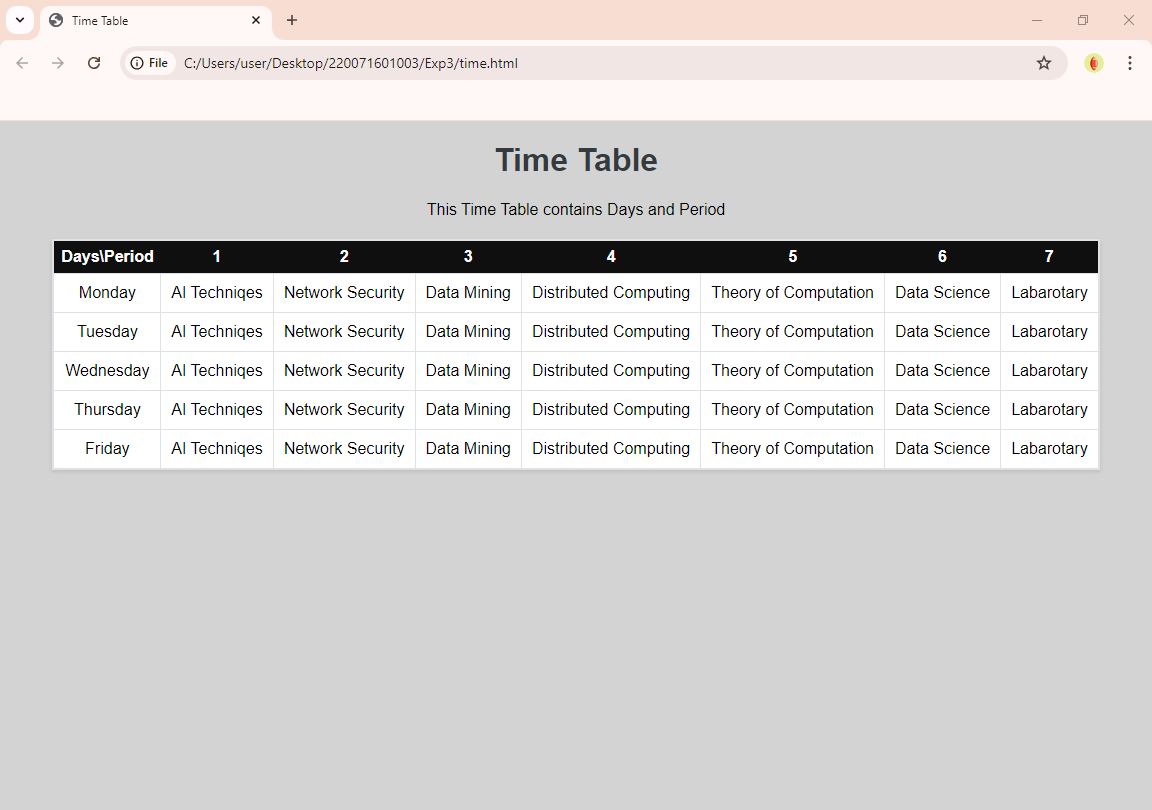 Time Table
File C:/Users/user/Desktop/220071601003/Exp3/time.html
Time Table
This Time Table contains Days and Period
Days\Period 1 2 3 4 5 6 7
Monday AI Techniqes Network Security Data Mining Distributed Computing Theory of Computation Data Science Labarotary
Tuesday AI Techniqes Network Security Data Mining Distributed Computing Theory of Computation Data Science Labarotary
Wednesday AI Techniqes Network Security Data Mining Distributed Computing Theory of Computation Data Science Labarotary
Thursday AI Techniqes Network Security Data Mining Distributed Computing Theory of Computation Data Science Labarotary
Friday AI Techniqes Network Security Data Mining Distributed Computing Theory of Computation Data Science Labarotary